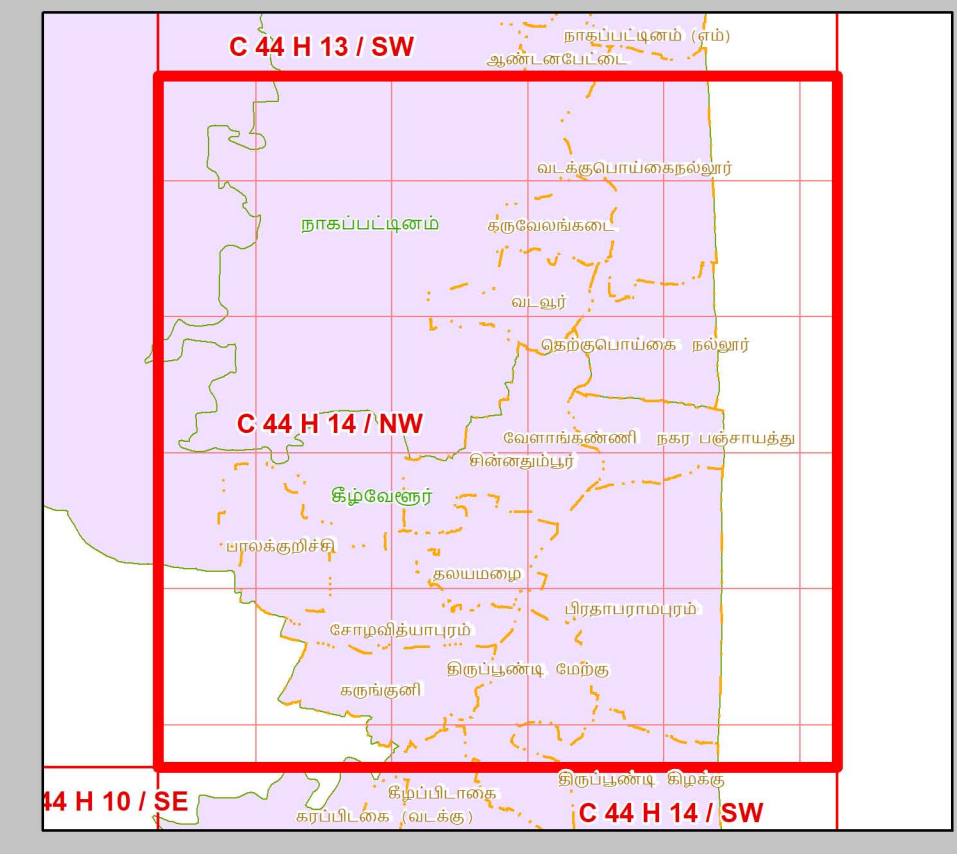 நாகப்பட்டினம் (எம்)
C 44 H 13 / SW
ஆண்டனபேட்டை
வடக்குபொய்கைநல்லூர்
நாகப்பட்டினம்
கருவேலங்கடை
வடவூர்
தெற்குபொய்கை நல்லூர்
C 44 H 14 / NW
வேளாங்கண்ணி நகர பஞ்சாயத்து
சின்னதும்பூர்
கீழ்வேளூர்
பாலக்குறிச்சி
தலயமழை
பிரதாபராமபுரம்
சோழவித்யாபுரம்
திருப்பூண்டி மேற்கு
கருங்குனி
திருப்பூண்டி கிழக்கு
கீழப்பிடாகை
44 H 10 / SE
கரப்பிடகை (வடக்கு)
C 44 H 14 / SW